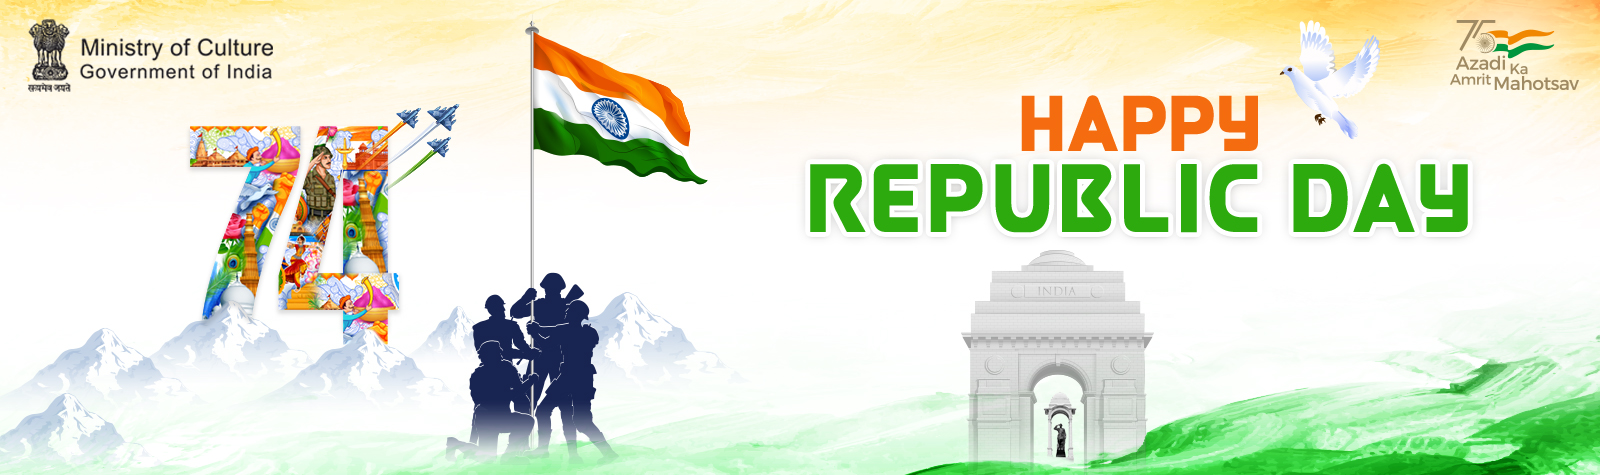 Ministry of Culture
Government of India
सत्यमेव जयते
74
75
Azadi Ka
Amrit Mahotsav
HAPPY
REPUBLIC DAY
INDIA